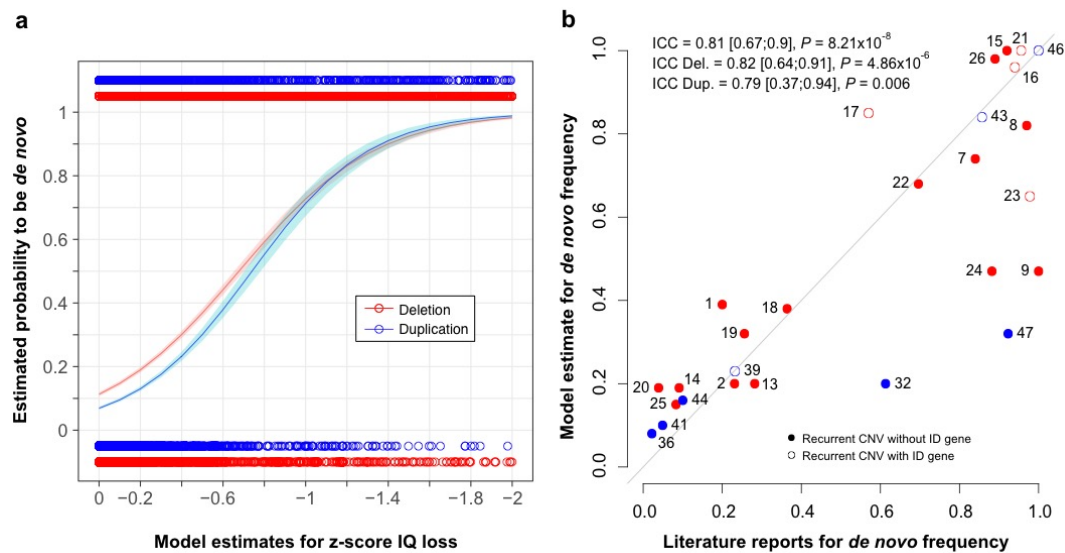 a
Estimated probability to be de novo
1
0.8
0.6
0.4
0.2
0
Deletion
Duplication
0 −0.2 −0.6 −1 −1.4 −1.8 −2
Model estimates for z-score IQ loss
b
Model estimate for de novo frequency
1.0
0.8
0.6
0.4
0.2
0.0
ICC = 0.81 [0.67;0.9], P = 8.21x10⁻⁸
ICC Del. = 0.82 [0.64;0.91], P = 4.86x10⁻⁶
ICC Dup. = 0.79 [0.37;0.94], P = 0.006
15 21 46
26
16
17
43
8
7
22
23
24 9
1
18
19
47
39
20 14 2 13 32
25 44
41
36
Recurrent CNV without ID gene
Recurrent CNV with ID gene
0.0 0.2 0.4 0.6 0.8 1.0
Literature reports for de novo frequency